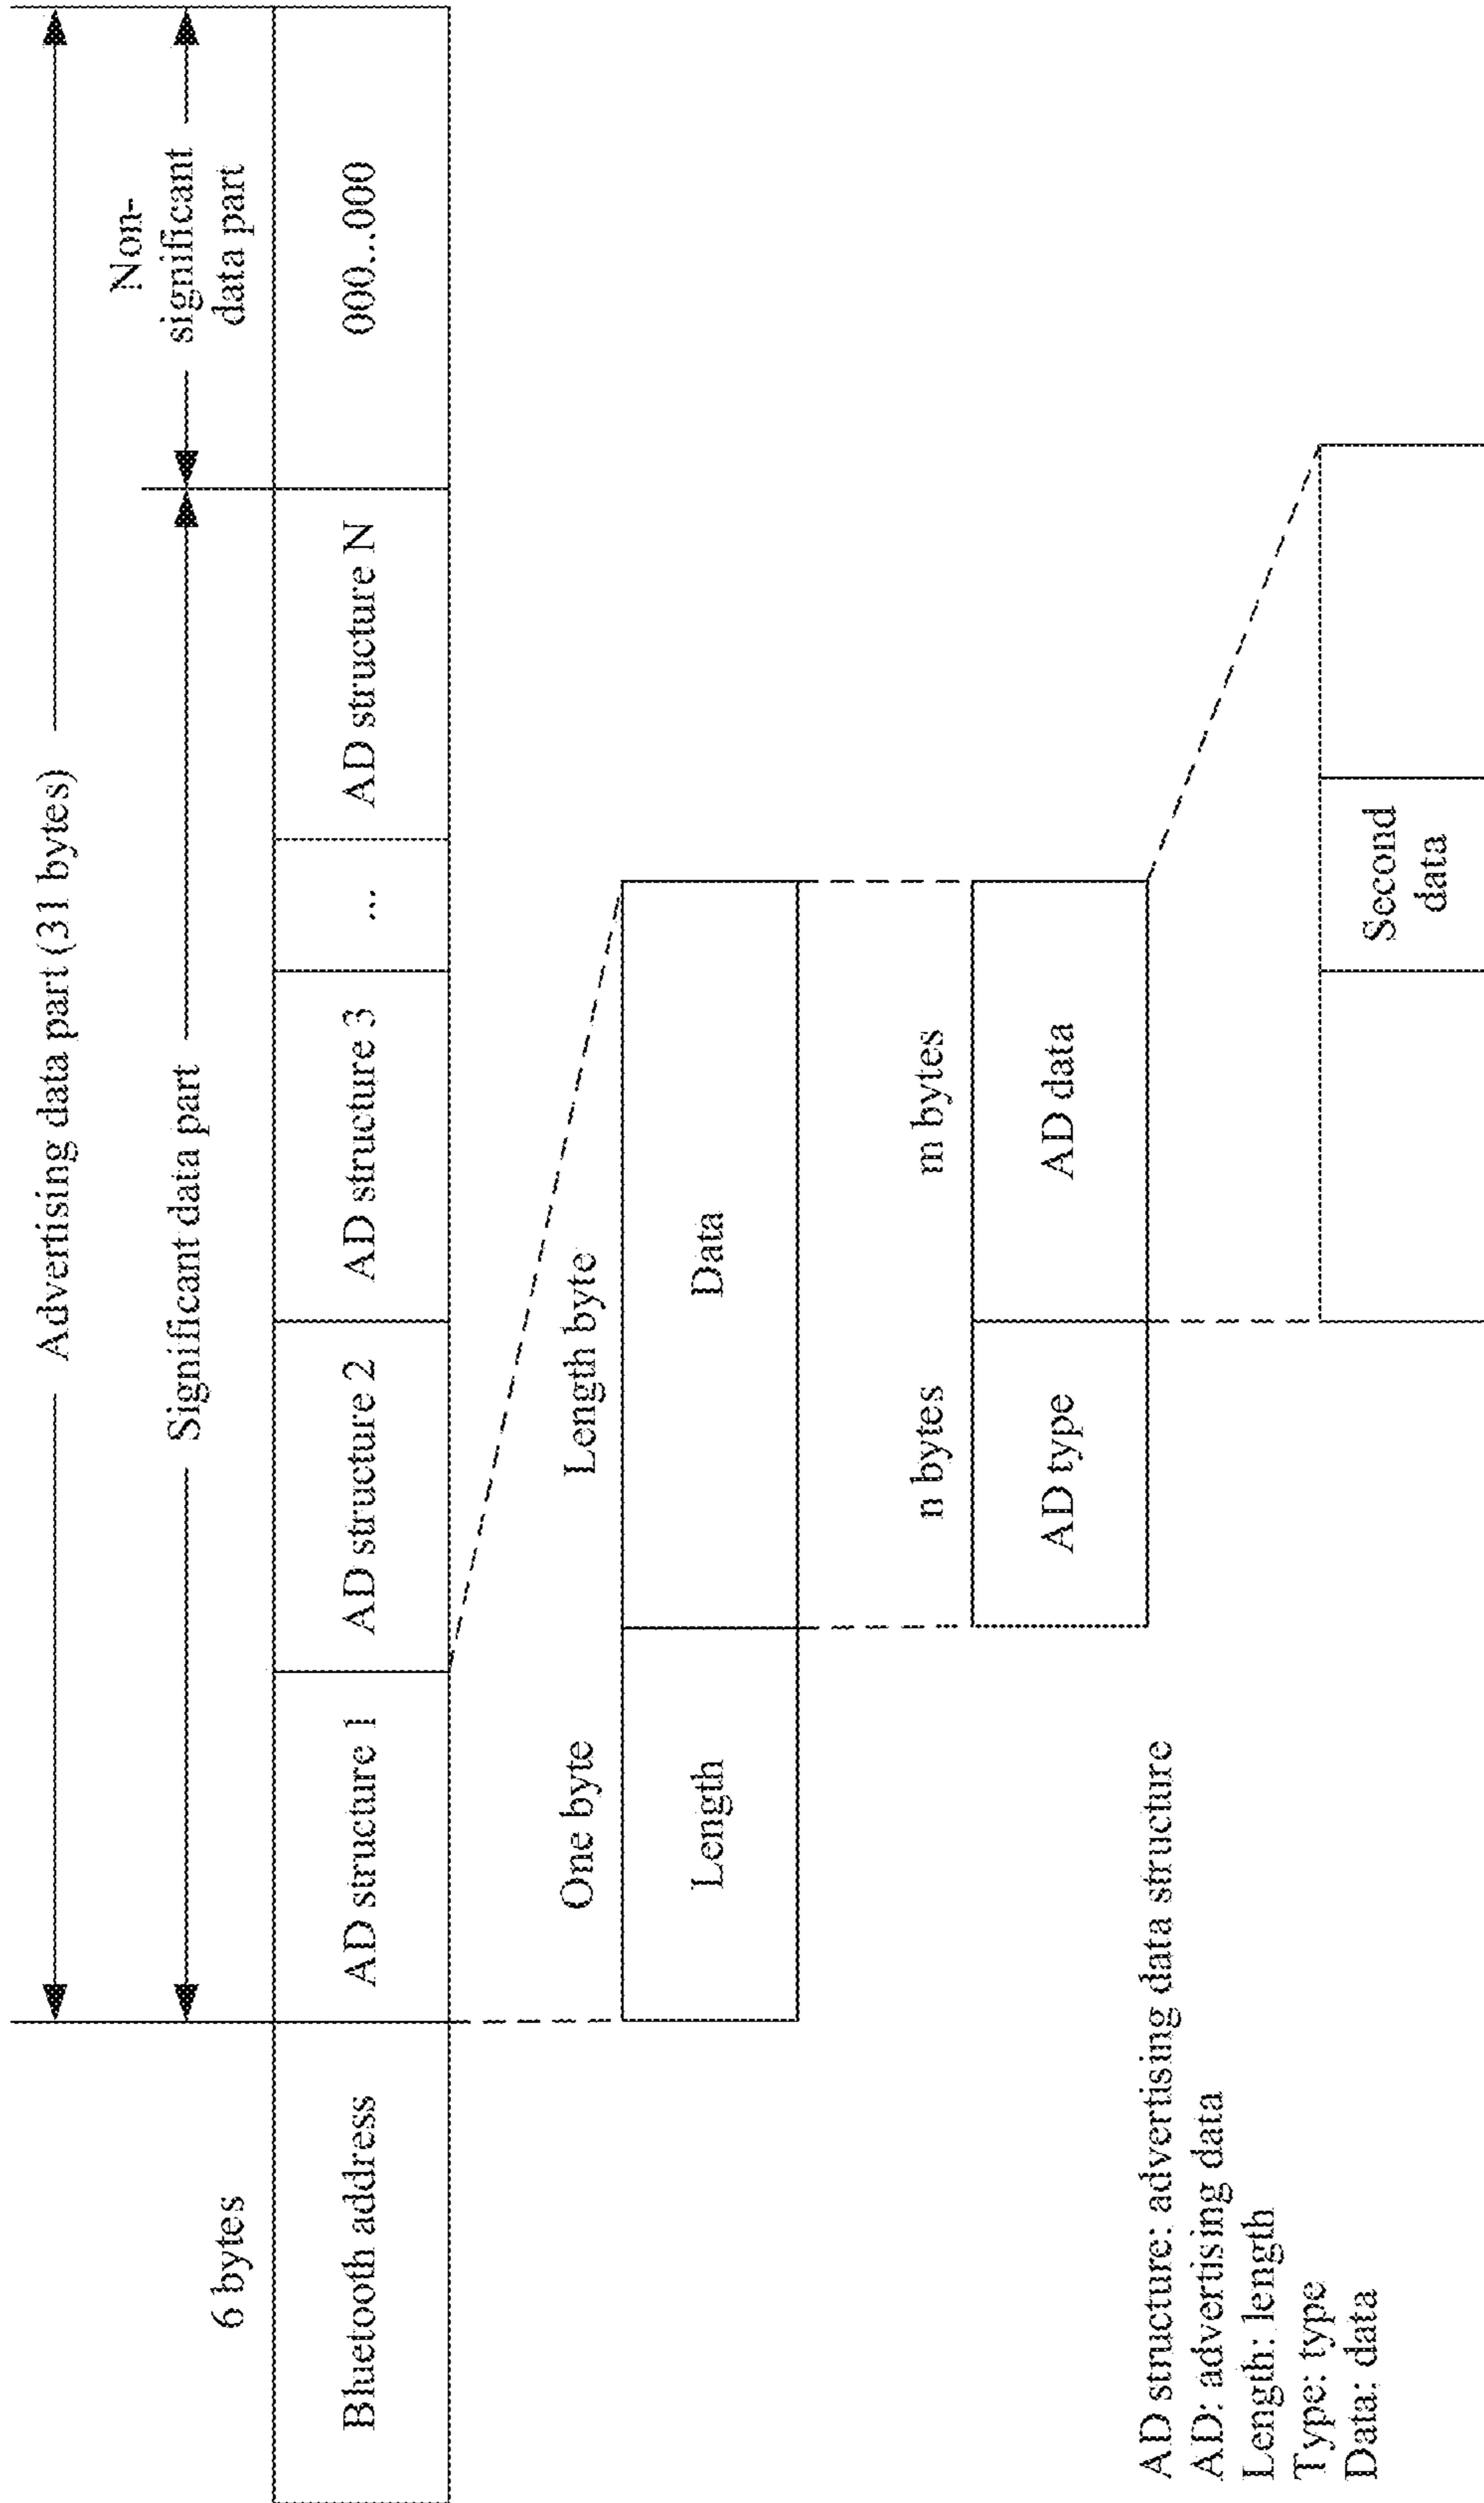 Advertising data part (31 bytes)
Significant data part
Non-
significant
data part
6 bytes
Bluetooth address
AD structure 1
AD structure 2
AD structure 3
...
AD structure N
000...000
One byte
Length byte
Length
Data
n bytes
m bytes
AD type
AD data
Second
data
AD structure: advertising data structure
AD: advertising data
Length: length
Type: type
Data: data